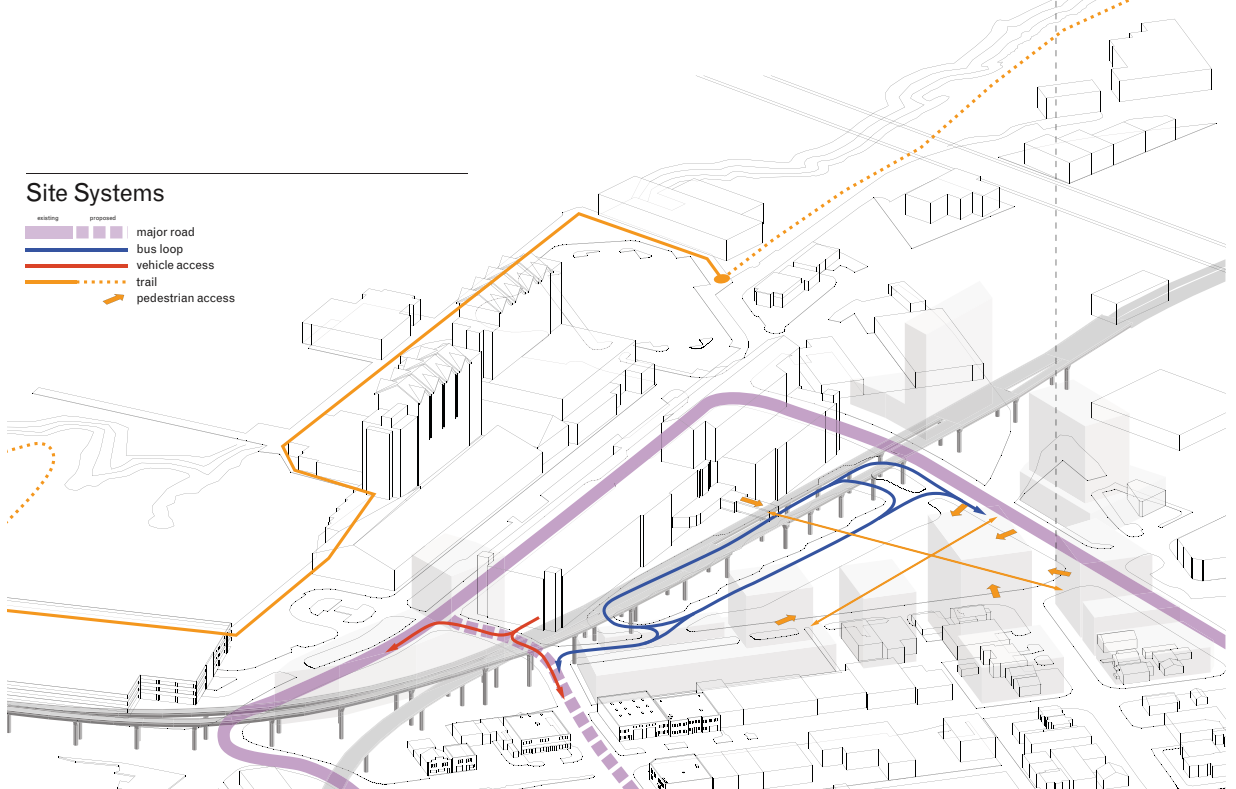 Site Systems
existing proposed
major road
bus loop
vehicle access
trail
pedestrian access